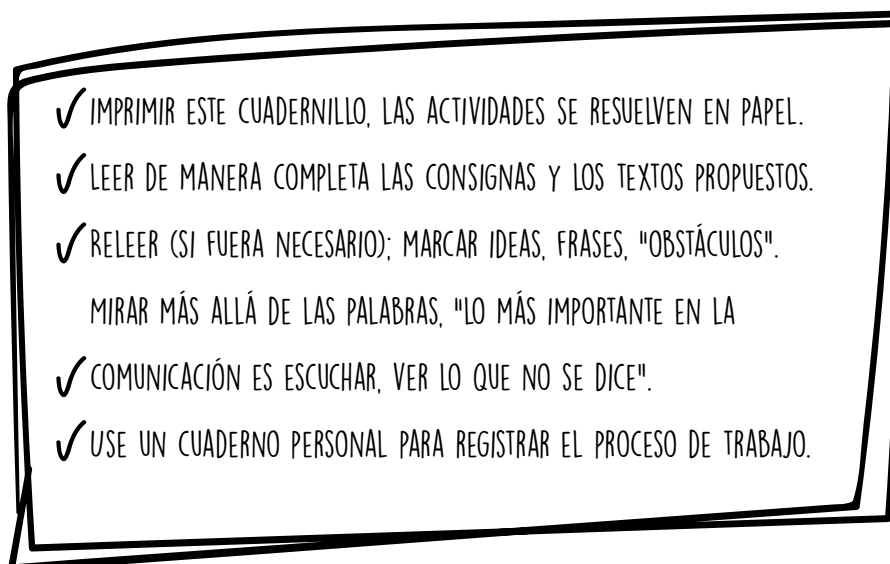 IMPRIMIR ESTE CUADERNILLO, LAS ACTIVIDADES SE RESUELVEN EN PAPEL.
LEER DE MANERA COMPLETA LAS CONSIGNAS Y LOS TEXTOS PROPUESTOS.
RELEER (SI FUERA NECESARIO); MARCAR IDEAS, FRASES, "OBSTÁCULOS".
MIRAR MÁS ALLÁ DE LAS PALABRAS, "LO MÁS IMPORTANTE EN LA
COMUNICACIÓN ES ESCUCHAR, VER LO QUE NO SE DICE".
USE UN CUADERNO PERSONAL PARA REGISTRAR EL PROCESO DE TRABAJO.